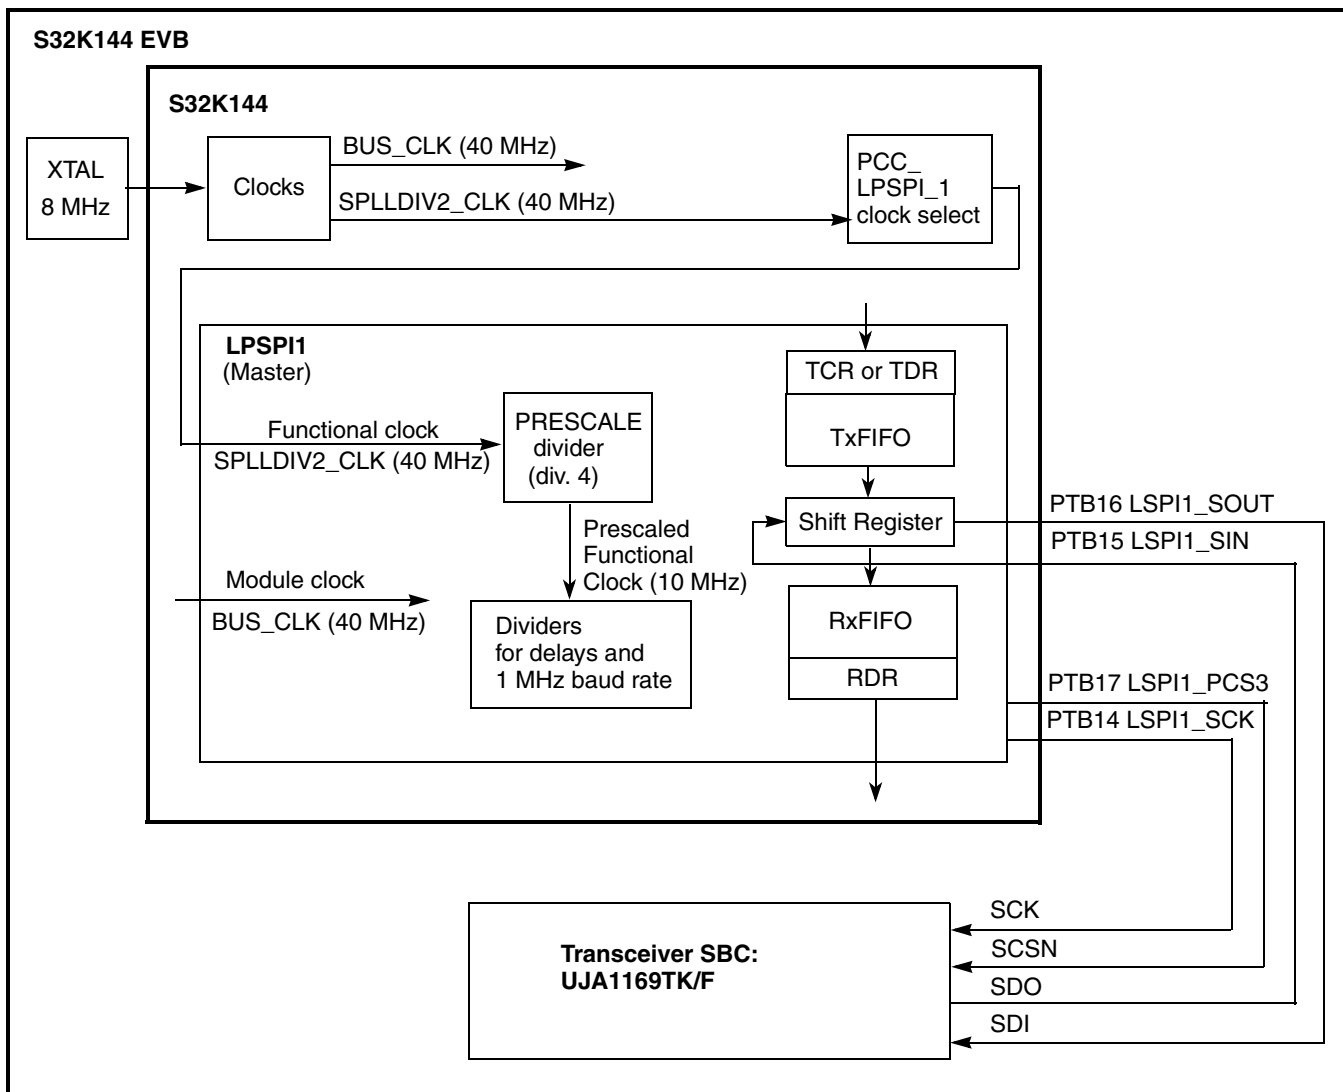 S32K144 EVB
S32K144
XTAL
8 MHz
Clocks
BUS_CLK (40 MHz)
SPLLDIV2_CLK (40 MHz)
PCC_
LPSPI_1
clock select
LPSPI1
(Master)
Functional clock
SPLLDIV2_CLK (40 MHz)
PRESCALE
divider
(div. 4)
Prescaled
Functional
Clock (10 MHz)
Module clock
BUS_CLK (40 MHz)
Dividers
for delays and
1 MHz baud rate
TCR or TDR
TxFIFO
Shift Register
RxFIFO
RDR
PTB16 LSPI1_SOUT
PTB15 LSPI1_SIN
PTB17 LSPI1_PCS3
PTB14 LSPI1_SCK
Transceiver SBC:
UJA1169TK/F
SCK
SCSN
SDO
SDI